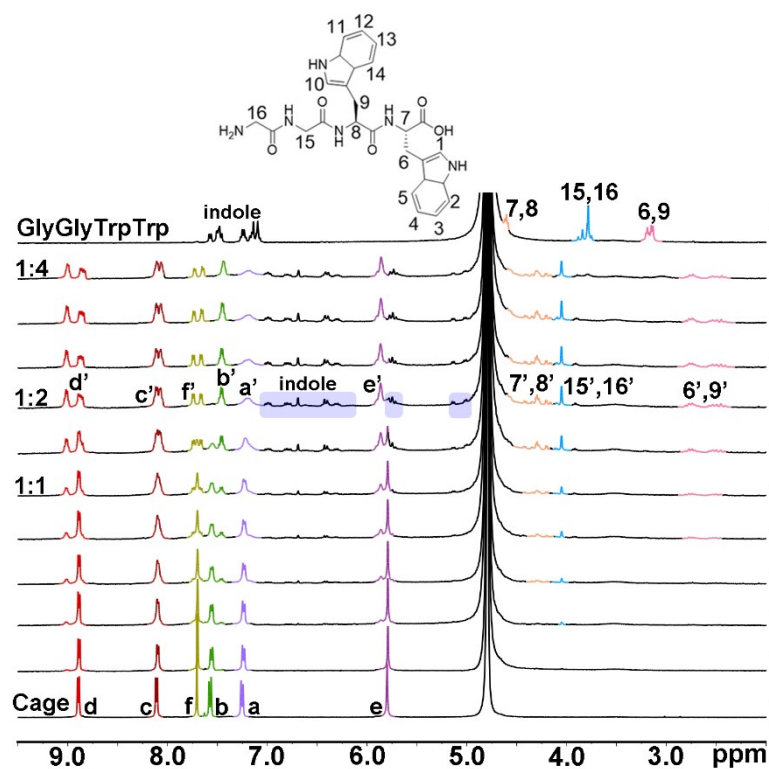 11 12
13
HN
14
10
16
H
N
O
9
O
7
OH
H2N
O
15
N
H
8
O
N
H
6
1
NH
5
4
3
2
GlyGlyTrpTrp
indole
7,8
15,16
6,9
1:4
1:2
d'
c'
f'
b'
a'
indole
e'
7',8'
15',16'
6',9'
1:1
Cage
d
c
f
b
a
e
9.0 8.0 7.0 6.0 5.0 4.0 3.0 ppm